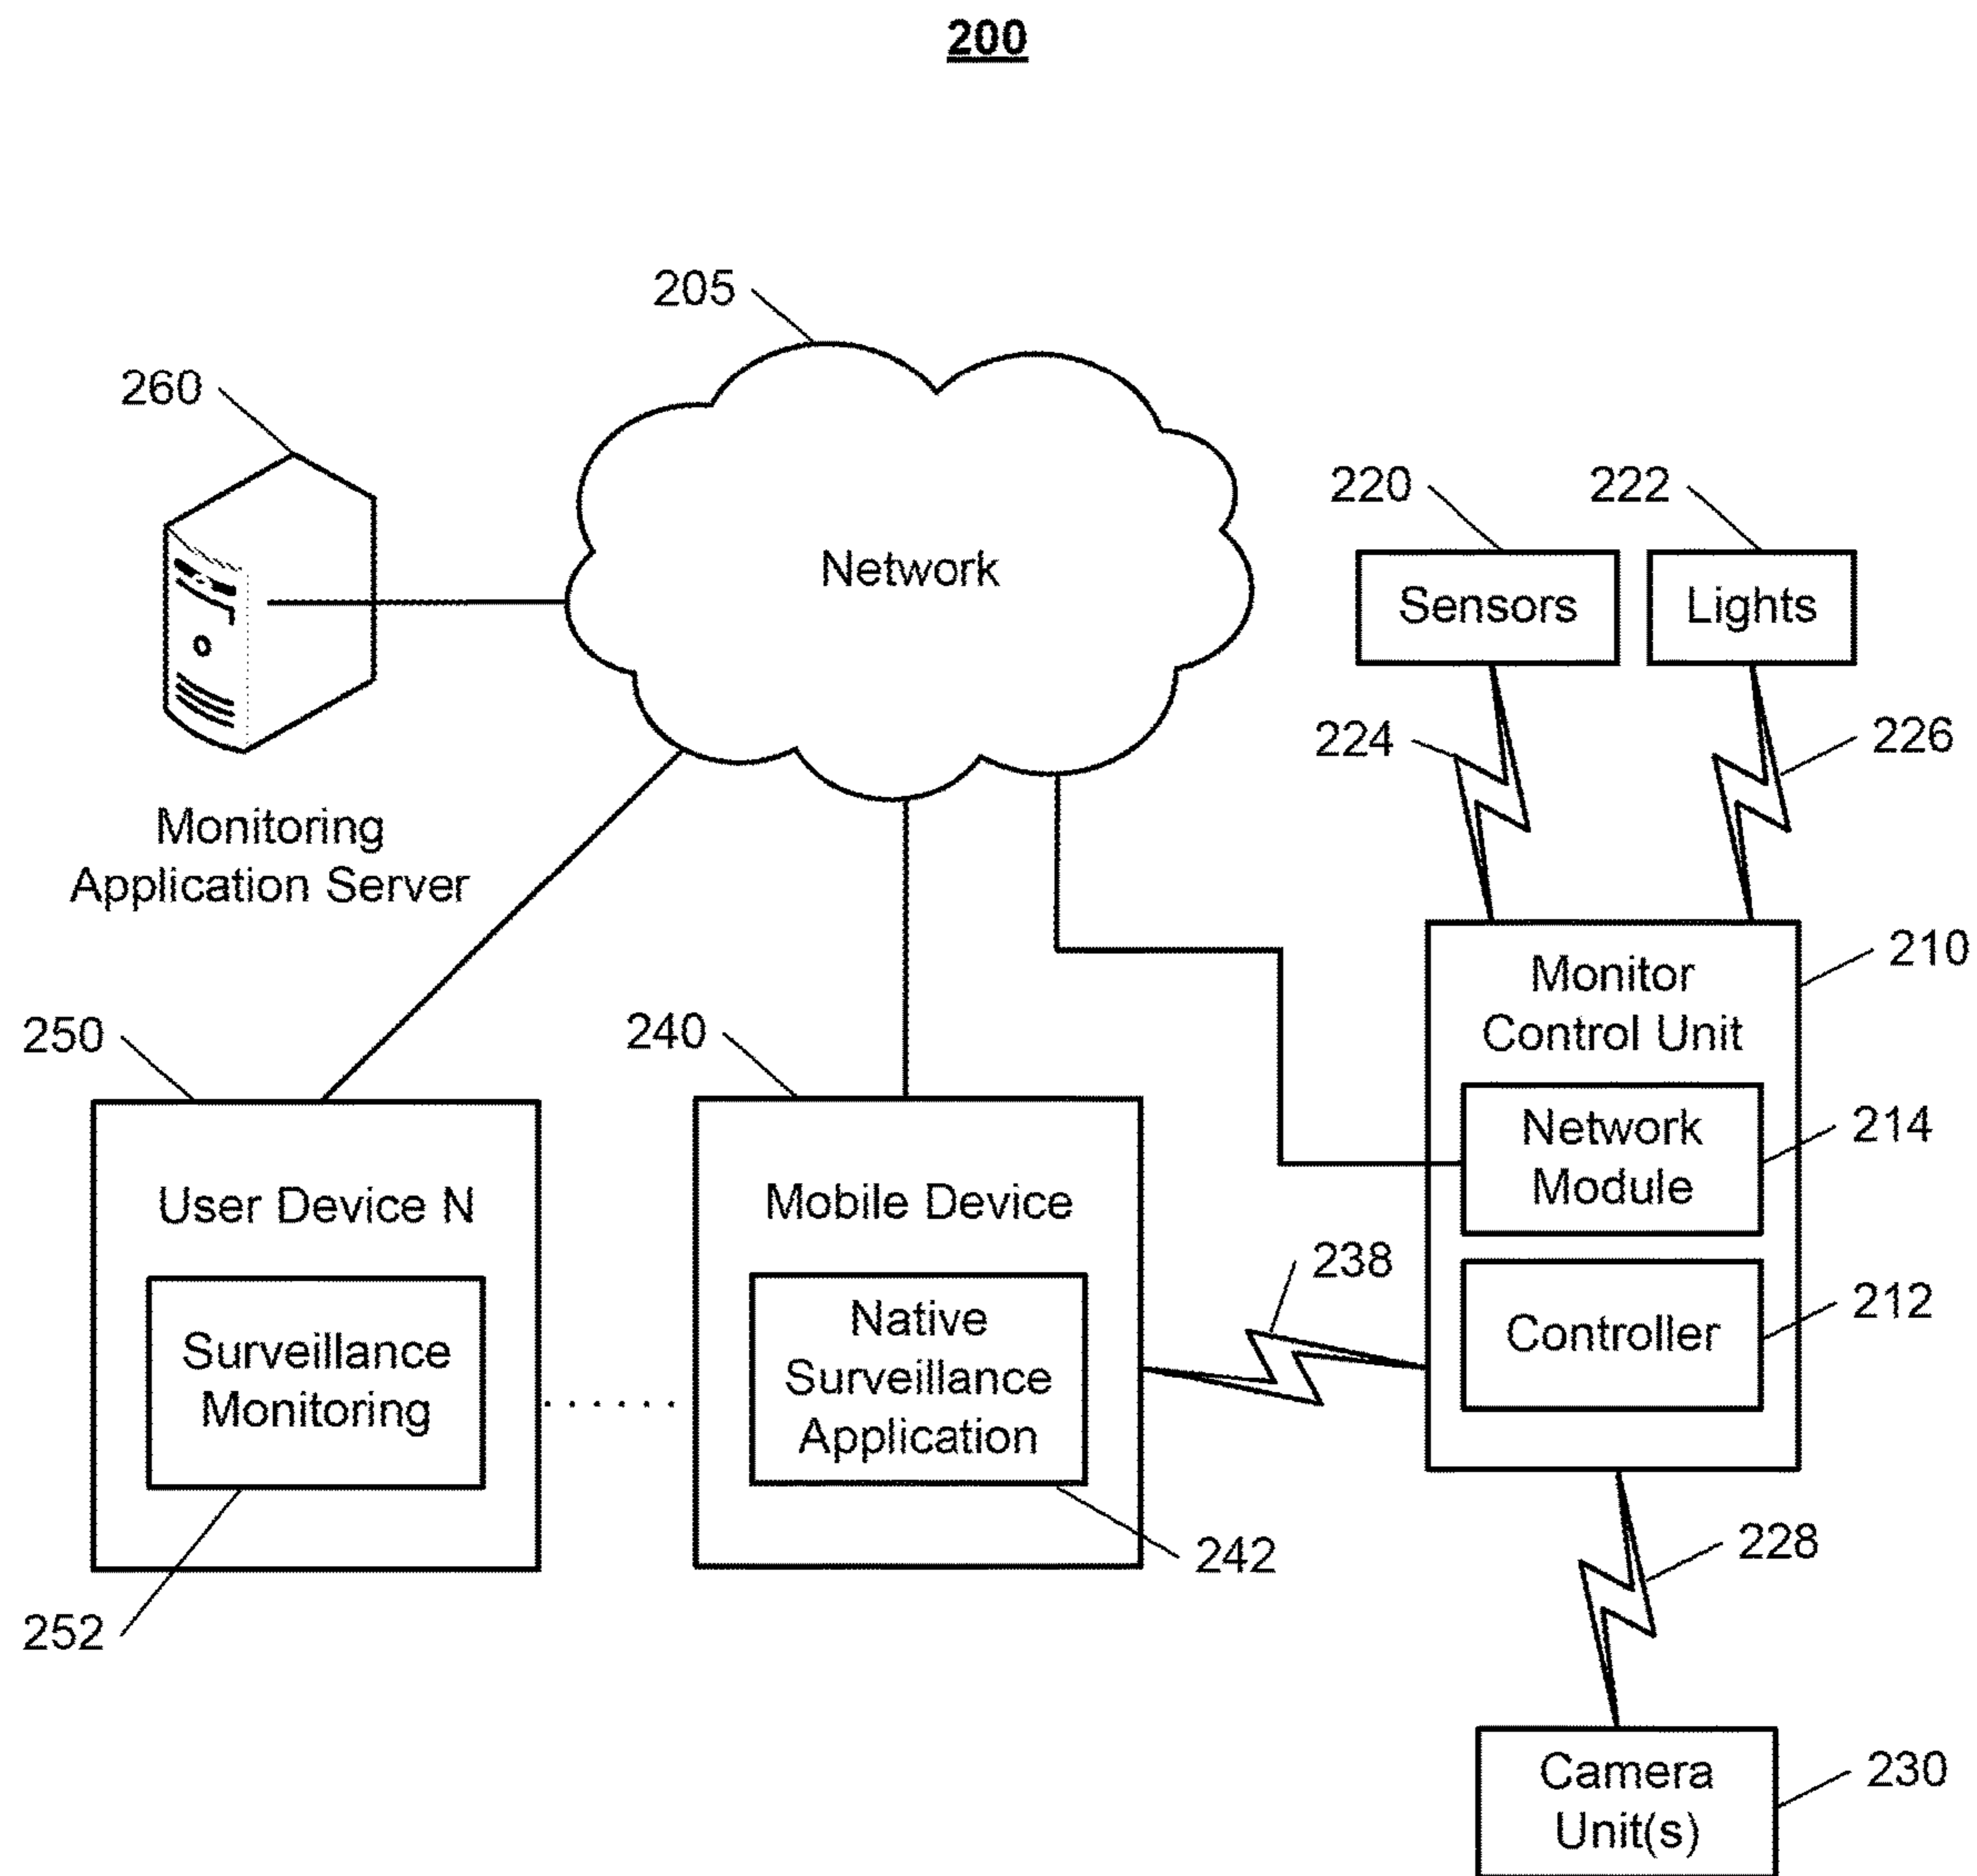 200
205
260
Network
220
222
Sensors
Lights
224
226
Monitoring
Application Server
210
Monitor
Control Unit
250
240
Network
Module
214
User Device N
Mobile Device
238
Controller
212
Surveillance
Monitoring
Native
Surveillance
Application
......
242
228
252
Camera
Unit(s)
230